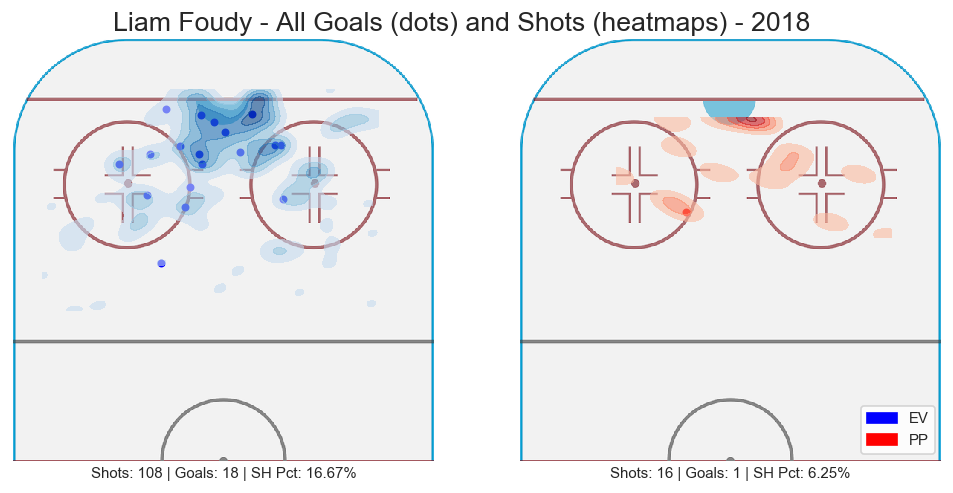 Liam Foudy - All Goals (dots) and Shots (heatmaps) - 2018
EV
PP
Shots: 108 | Goals: 18 | SH Pct: 16.67%
Shots: 16 | Goals: 1 | SH Pct: 6.25%